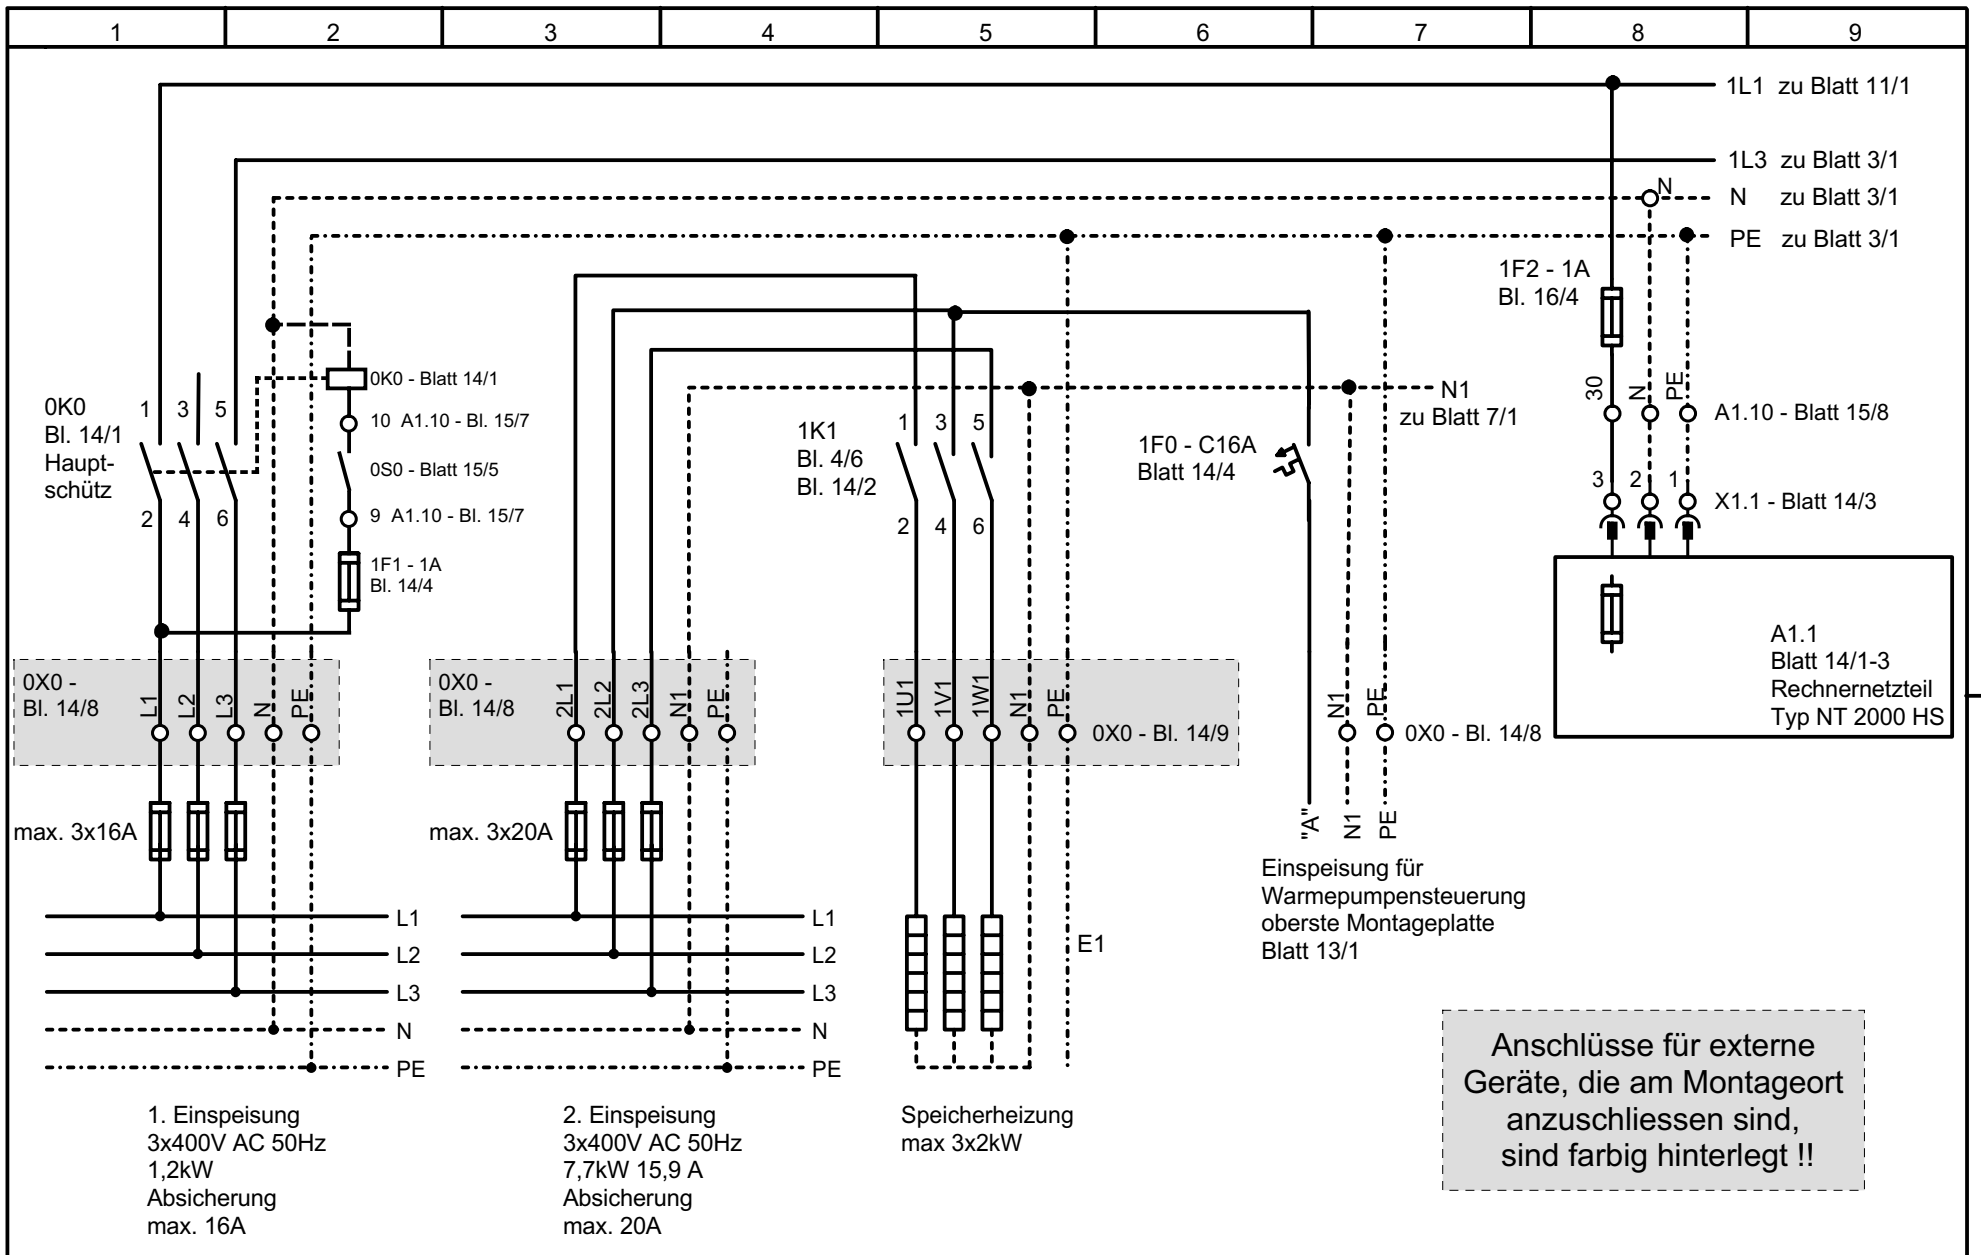 1 2 3 4 5 6 7 8 9
1L1 zu Blatt 11/1
1L3 zu Blatt 3/1
N
N zu Blatt 3/1
PE zu Blatt 3/1
1F2 - 1A
Bl. 16/4
0K0
Bl. 14/1
Haupt-
schütz
1 3 5
2 4 6
0K0 - Blatt 14/1
10 A1.10 - Bl. 15/7
0S0 - Blatt 15/5
9 A1.10 - Bl. 15/7
1F1 - 1A
Bl. 14/4
1K1
Bl. 4/6
Bl. 14/2
1 3 5
2 4 6
1F0 - C16A
Blatt 14/4
N1
zu Blatt 7/1
30 N PE
A1.10 - Blatt 15/8
3 2 1
X1.1 - Blatt 14/3
A1.1
Blatt 14/1-3
Rechnernetzteil
Typ NT 2000 HS
0X0 -
Bl. 14/8
L1 L2 L3 N PE
0X0 -
Bl. 14/8
2L1 2L2 2L3 N1 PE
1U1 1V1 1W1 N1 PE
0X0 - Bl. 14/9
N1 PE
0X0 - Bl. 14/8
max. 3x16A
max. 3x20A
"A" N1 PE
Einspeisung für
Warmepumpensteuerung
oberste Montageplatte
Blatt 13/1
L1
L2
L3
N
PE
L1
L2
L3
N
PE
E1
1. Einspeisung
3x400V AC 50Hz
1,2kW
Absicherung
max. 16A
2. Einspeisung
3x400V AC 50Hz
7,7kW 15,9 A
Absicherung
max. 20A
Speicherheizung
max 3x2kW
Anschlüsse für externe
Geräte, die am Montageort
anzuschliessen sind,
sind farbig hinterlegt !!